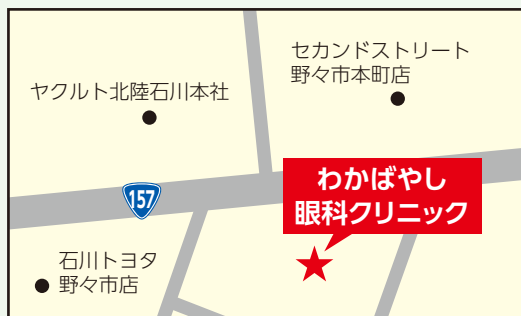 セカンドストリート
野々市本町店
ヤクルト北陸石川本社
わかばやし
眼科クリニック
157
石川トヨタ
野々市店